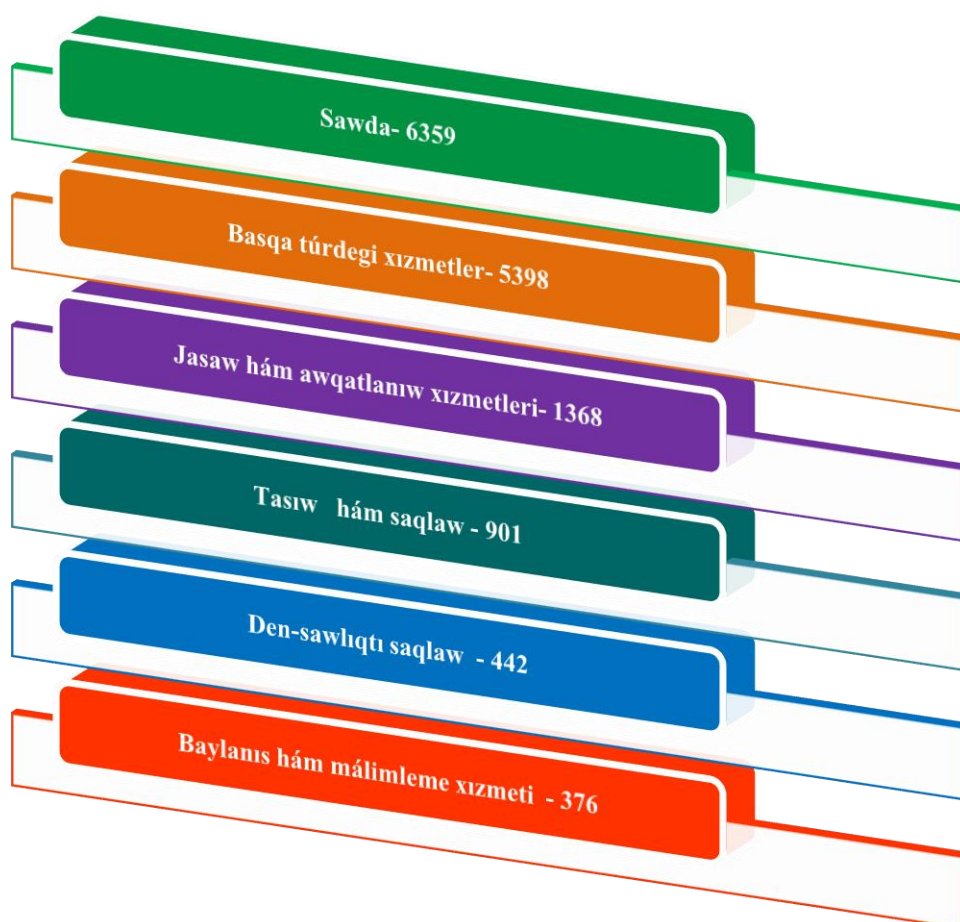 Sawda- 6359
Basqa túrdegi xızmetler- 5398
Jasaw hám awqatlanıw xızmetleri- 1368
Tasıw   hám saqlaw - 901
Den-sawlıqtı saqlaw  - 442
Baylanıs hám málimleme xızmeti  - 376